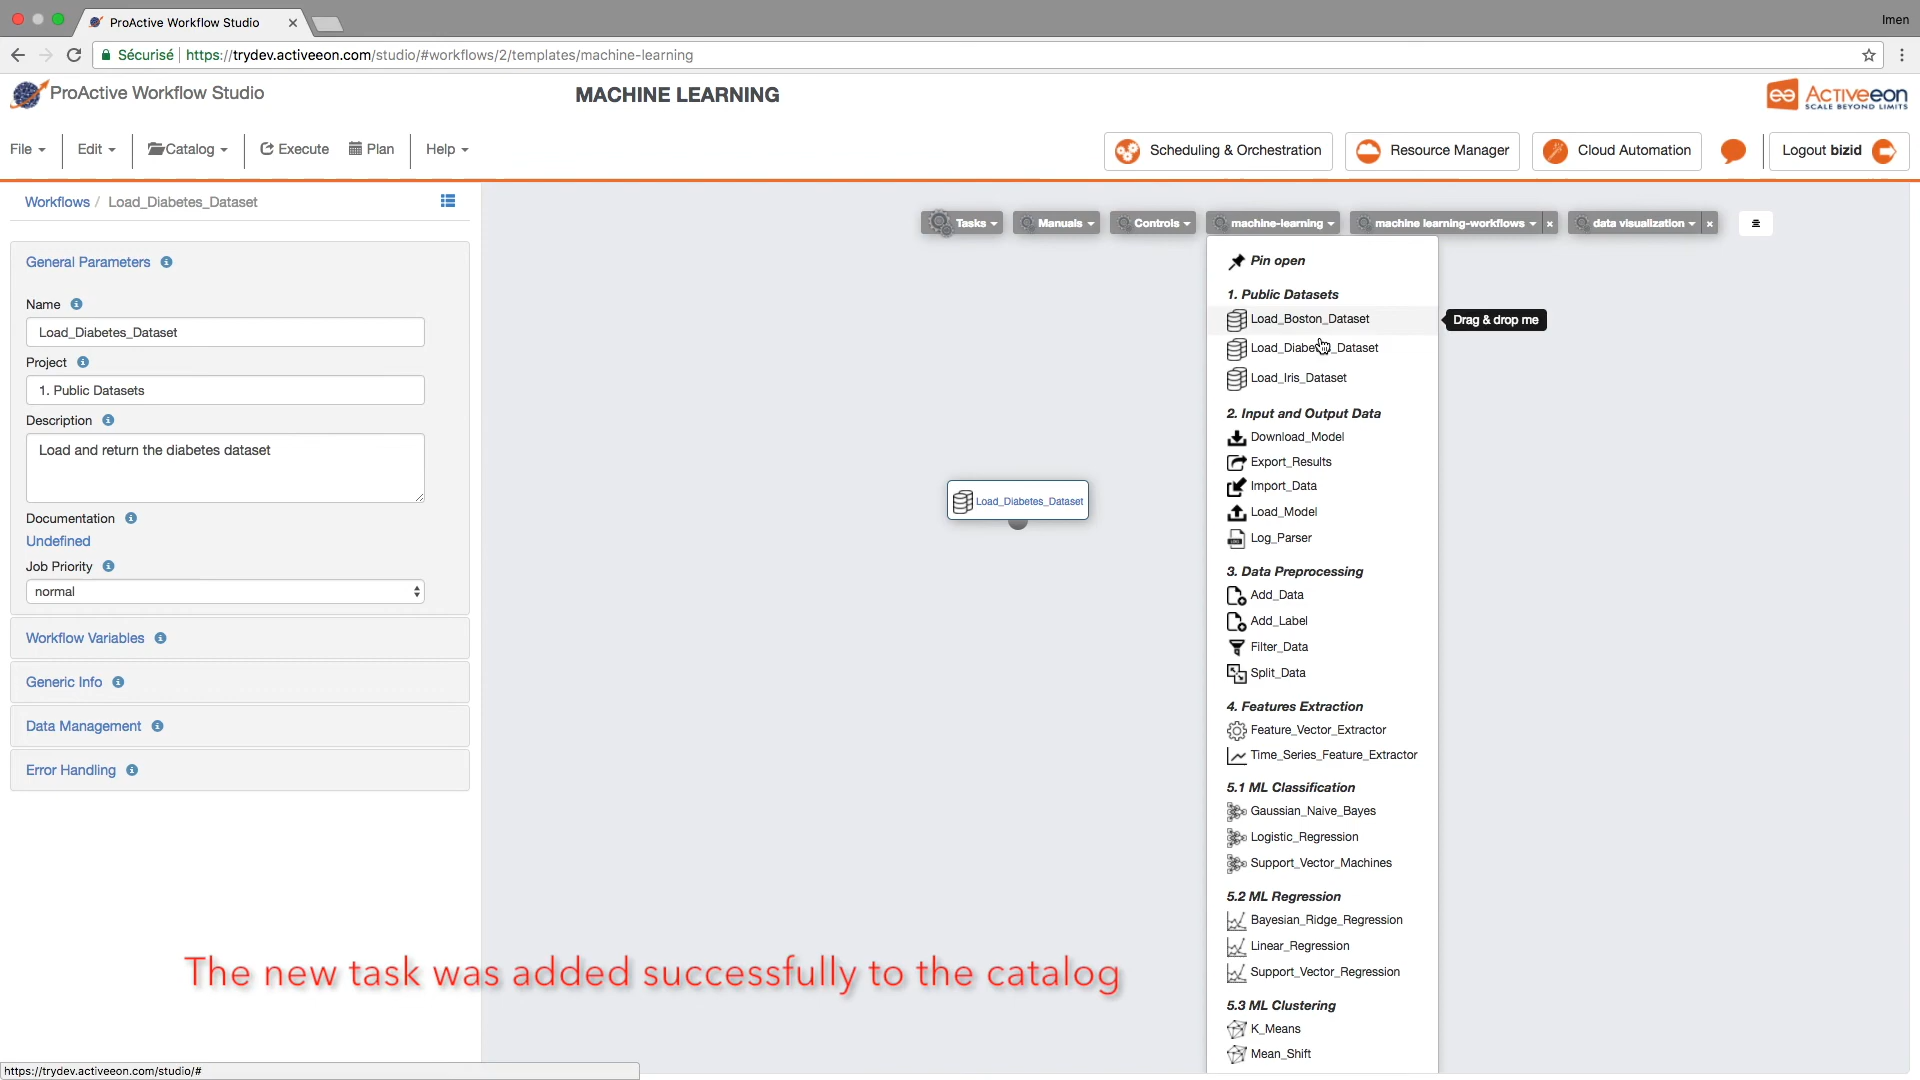 ProActive Workflow Studio
Imen
Sécurisé https://trydev.activeeon.com/studio/#workflows/2/templates/machine-learning
ProActive Workflow Studio
MACHINE LEARNING
Activeeon
SCALE BEYOND LIMITS
File
Edit
Catalog
Execute
Plan
Help
Scheduling & Orchestration
Resource Manager
Cloud Automation
Logout bizid
Workflows / Load_Diabetes_Dataset
General Parameters
Name
Load_Diabetes_Dataset
Project
1. Public Datasets
Description
Load and return the diabetes dataset
Documentation
Undefined
Job Priority
normal
Workflow Variables
Generic Info
Data Management
Error Handling
Tasks
Manuals
Controls
machine-learning
machine learning-workflows
×
data visualization
×
Load_Diabetes_Dataset
Pin open
1. Public Datasets
Load_Boston_Dataset
Drag & drop me
Load_Diabetes_Dataset
Load_Iris_Dataset
2. Input and Output Data
Download_Model
Export_Results
Import_Data
Load_Model
Log_Parser
3. Data Preprocessing
Add_Data
Add_Label
Filter_Data
Split_Data
4. Features Extraction
Feature_Vector_Extractor
Time_Series_Feature_Extractor
5.1 ML Classification
Gaussian_Naive_Bayes
Logistic_Regression
Support_Vector_Machines
5.2 ML Regression
Bayesian_Ridge_Regression
Linear_Regression
Support_Vector_Regression
5.3 ML Clustering
K_Means
Mean_Shift
The new task was added successfully to the catalog
https://trydev.activeeon.com/studio/#